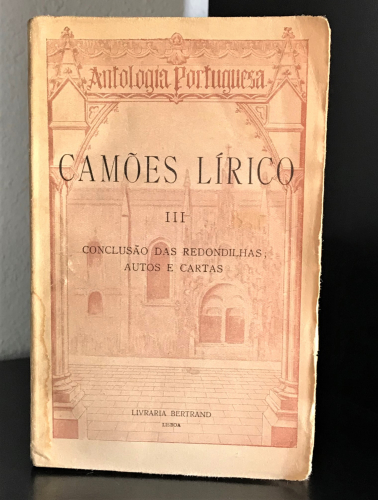 Antologia Portuguesa
CAMÕES LÍRICO
III
CONCLUSÃO DAS REDONDILHAS,
AUTOS E CARTAS
LIVRARIA BERTRAND
LISBOA